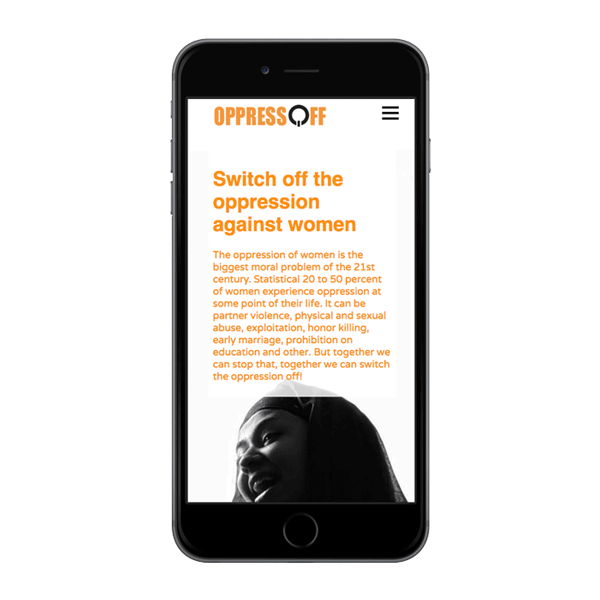 OPPRESSOFF
Switch off the
oppression
against women
The oppression of women is the
biggest moral problem of the 21st
century. Statistical 20 to 50 percent
of women experience oppression at
some point of their life. It can be
partner violence, physical and sexual
abuse, exploitation, honor killing,
early marriage, prohibition on
education and other. But together we
can stop that, together we can switch
the oppression off!